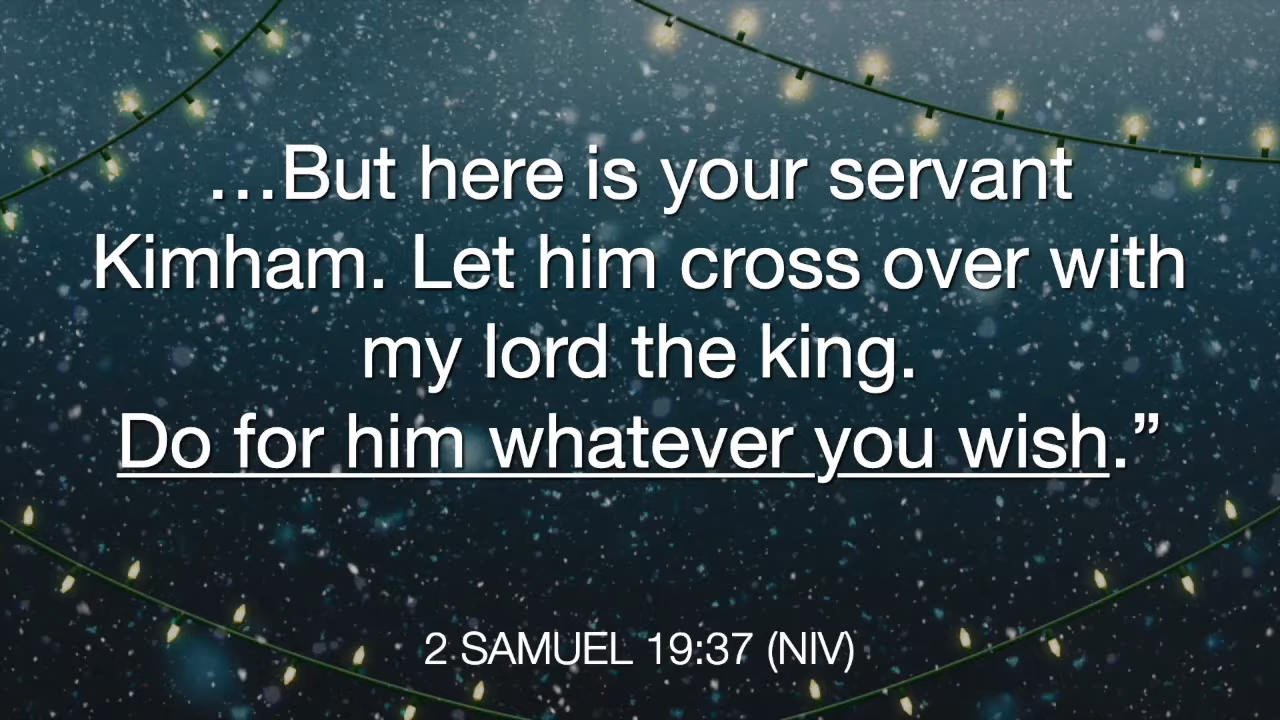 …But here is your servant
Kimham. Let him cross over with
my lord the king.
Do for him whatever you wish.”
2 SAMUEL 19:37 (NIV)